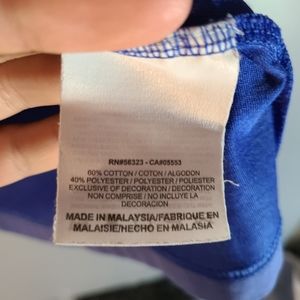 RN#56323 - CA#05553
60% COTTON / COTON / ALGODON
40% POLYESTER / POLYESTER / POLIESTER
EXCLUSIVE OF DECORATION / DECORATION
NON COMPRISE / NO INCLUYE LA
DECORACION
MADE IN MALAYSIA/FABRIQUE EN
MALAISIE/HECHO EN MALASIA